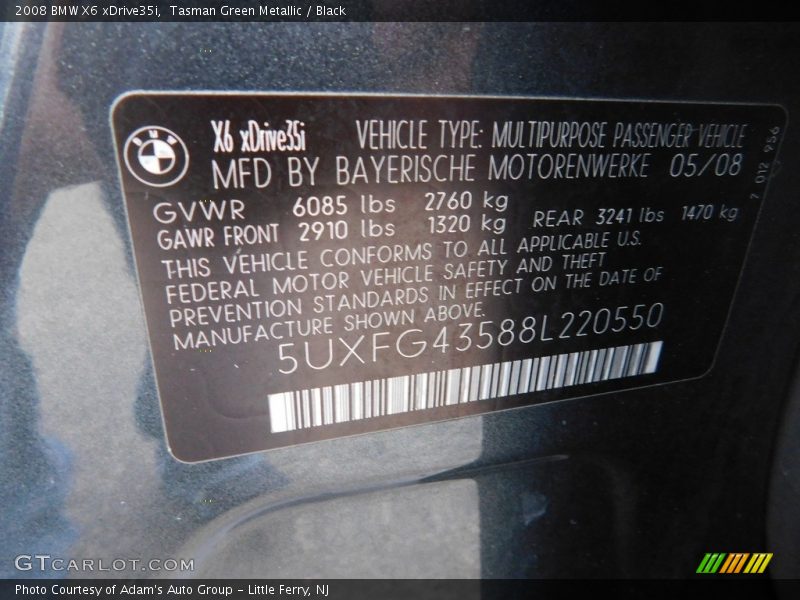 2008 BMW X6 xDrive35i, Tasman Green Metallic / Black
X6 xDrive35i VEHICLE TYPE: MULTIPURPOSE PASSENGER VEHICLE
MFD BY BAYERISCHE MOTORENWERKE 05/08
7 012 956
GVWR 6085 lbs 2760 kg
GAWR FRONT 2910 lbs 1320 kg REAR 3241 lbs 1470 kg
THIS VEHICLE CONFORMS TO ALL APPLICABLE U.S.
FEDERAL MOTOR VEHICLE SAFETY AND THEFT
PREVENTION STANDARDS IN EFFECT ON THE DATE OF
MANUFACTURE SHOWN ABOVE.
5UXFG43588L220550
GTCARLOT.COM
Photo Courtesy of Adam's Auto Group - Little Ferry, NJ